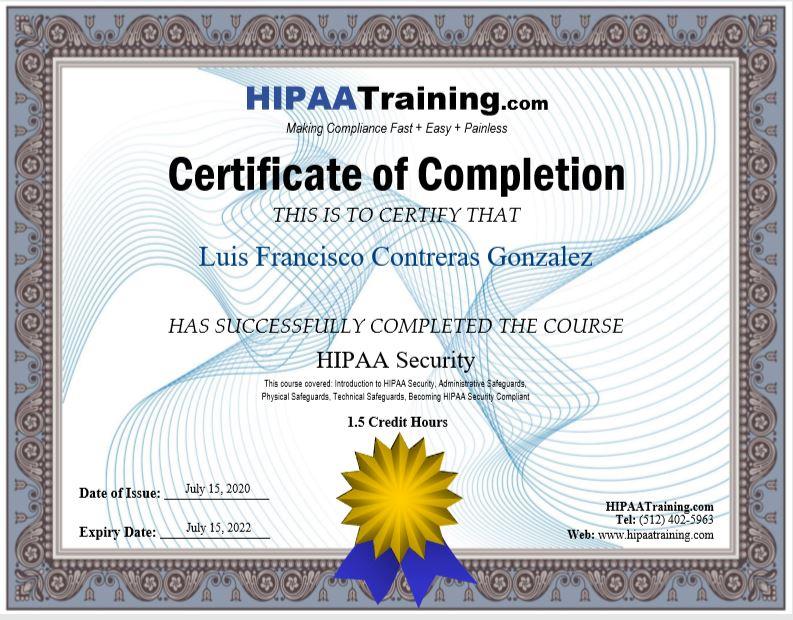 HIPAATraining.com
Making Compliance Fast + Easy + Painless
Certificate of Completion
THIS IS TO CERTIFY THAT
Luis Francisco Contreras Gonzalez
HAS SUCCESSFULLY COMPLETED THE COURSE
HIPAA Security
This course covered: Introduction to HIPAA Security, Administrative Safeguards,
Physical Safeguards, Technical Safeguards, Becoming HIPAA Security Compliant
1.5 Credit Hours
Date of Issue: July 15, 2020
Expiry Date: July 15, 2022
HIPAATraining.com
Tel: (512) 402-5963
Web: www.hipaatraining.com